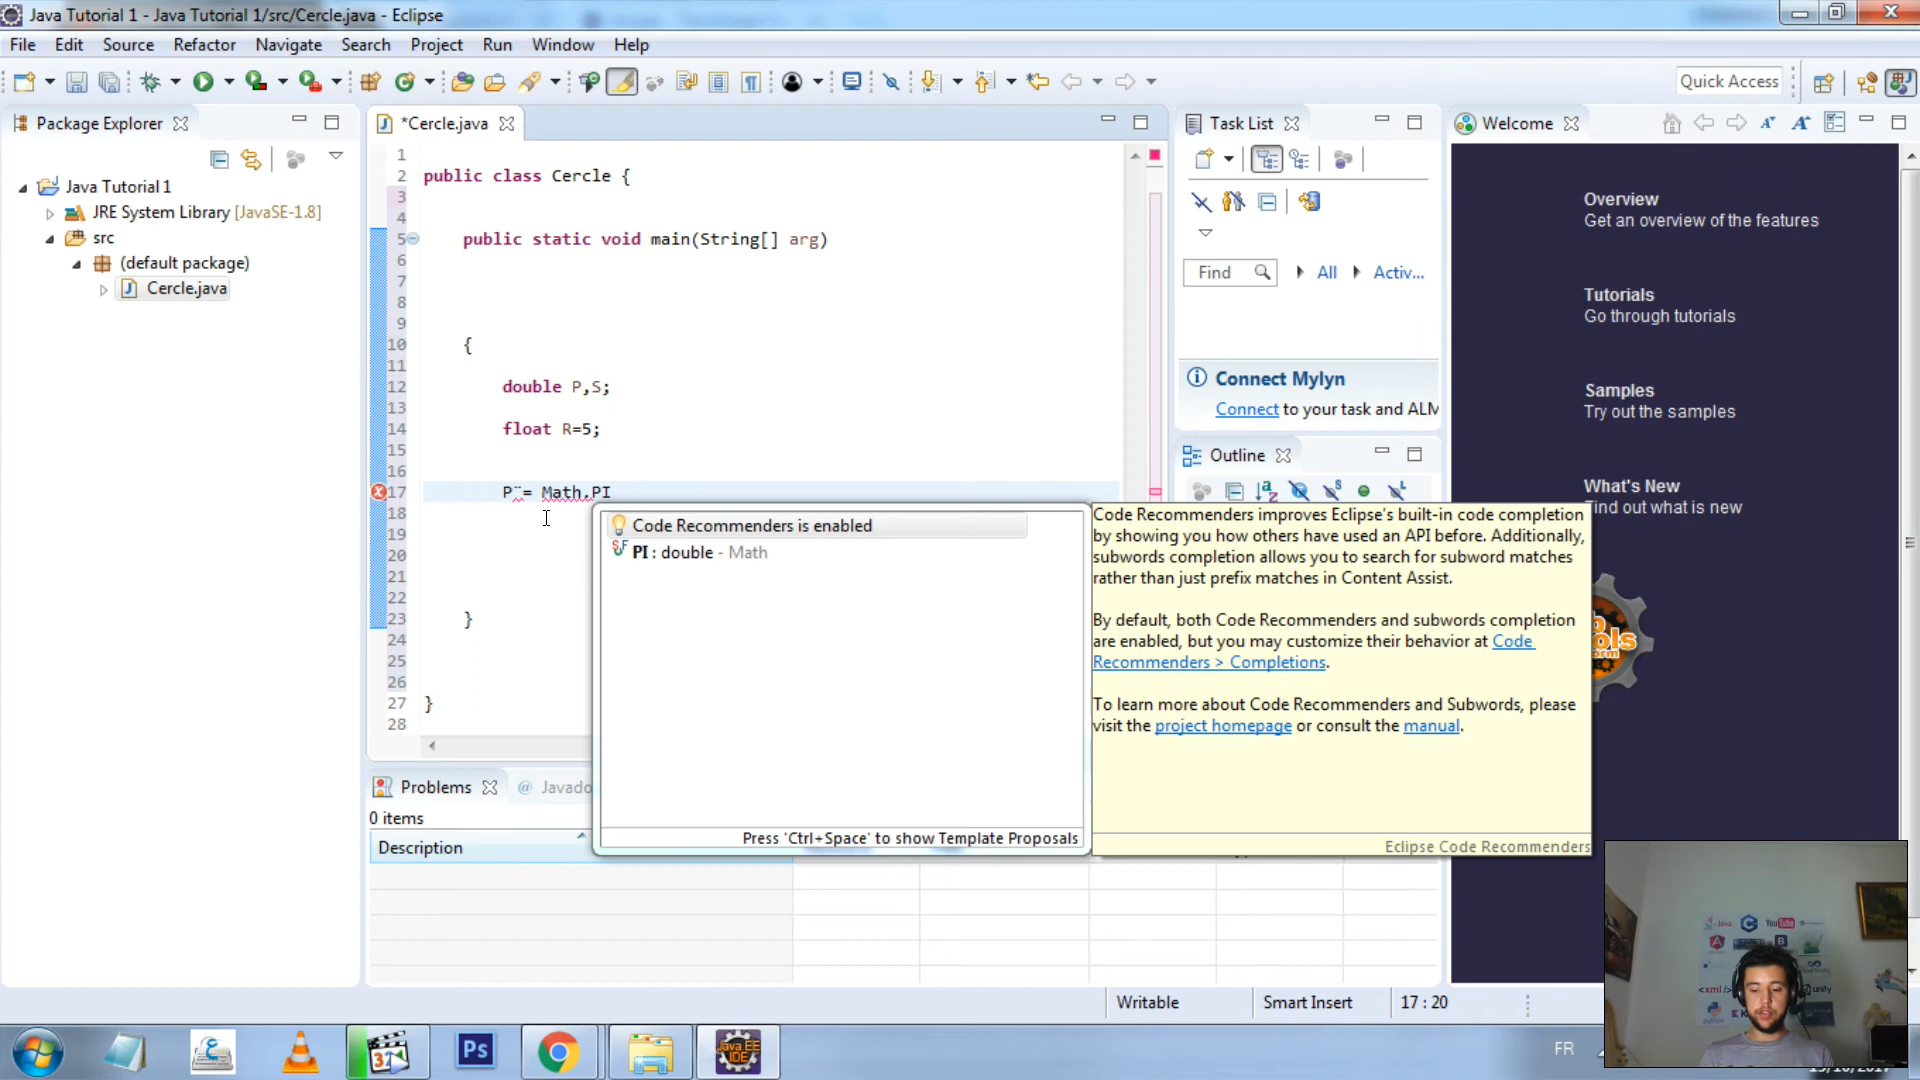 Java Tutorial 1 - Java Tutorial 1/src/Cercle.java - Eclipse
File Edit Source Refactor Navigate Search Project Run Window Help
Quick Access
Package Explorer
*Cercle.java
Task List
Welcome
Java Tutorial 1
JRE System Library [JavaSE-1.8]
src
(default package)
Cercle.java
1
2 public class Cercle {
3
4
5 public static void main(String[] arg)
6
7
8
9
10 {
11
12 double P,S;
13
14 float R=5;
15
16
17 P¨= Math.PI
18
19
20
21
22
23 }
24
25
26
27 }
28
Find
All
Activ...
Connect Mylyn
Connect to your task and ALM
Outline
Overview
Get an overview of the features
Tutorials
Go through tutorials
Samples
Try out the samples
What's New
Find out what is new
Code Recommenders is enabled
PI : double - Math
Press 'Ctrl+Space' to show Template Proposals
Code Recommenders improves Eclipse's built-in code completion
by showing you how others have used an API before. Additionally,
subwords completion allows you to search for subword matches
rather than just prefix matches in Content Assist.
By default, both Code Recommenders and subwords completion
are enabled, but you may customize their behavior at Code
Recommenders > Completions.
To learn more about Code Recommenders and Subwords, please
visit the project homepage or consult the manual.
Eclipse Code Recommenders
Problems
@ Javado
0 items
Description
Writable
Smart Insert
17 : 20
Ps
Java EE
IDE
FR